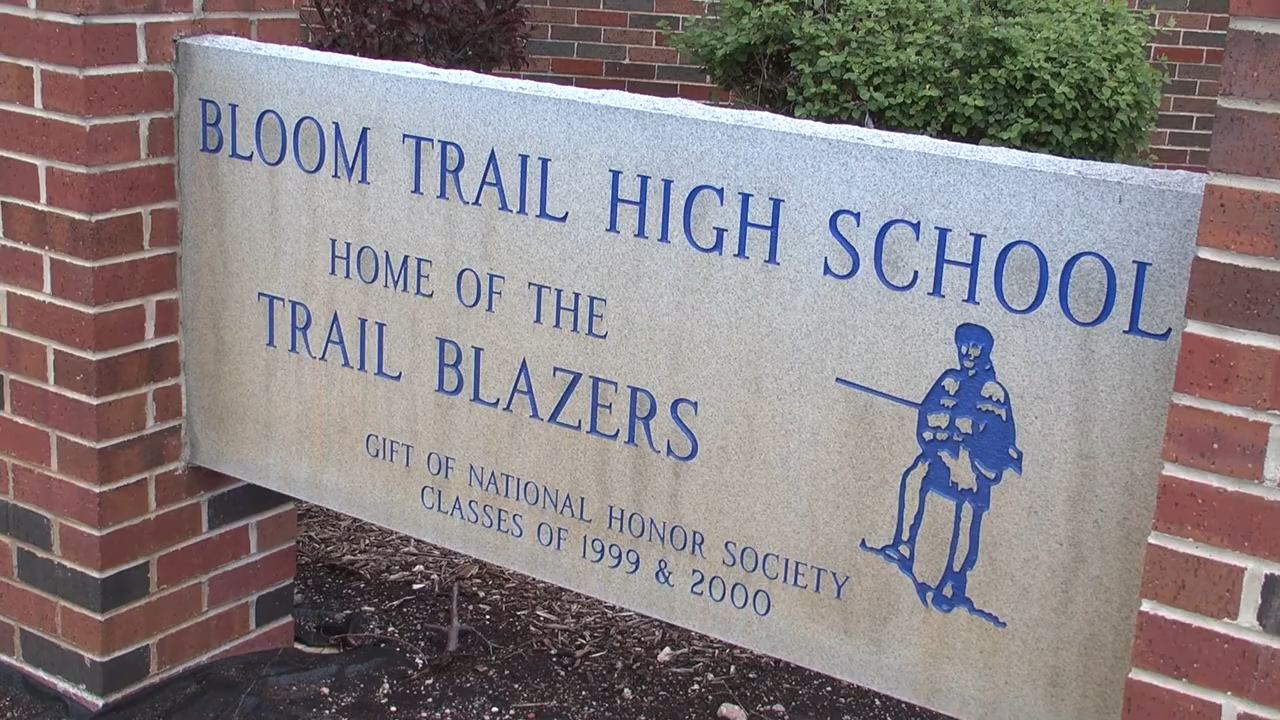 BLOOM TRAIL HIGH SCHOOL
HOME OF THE
TRAIL BLAZERS
GIFT OF NATIONAL HONOR SOCIETY
CLASSES OF 1999 & 2000